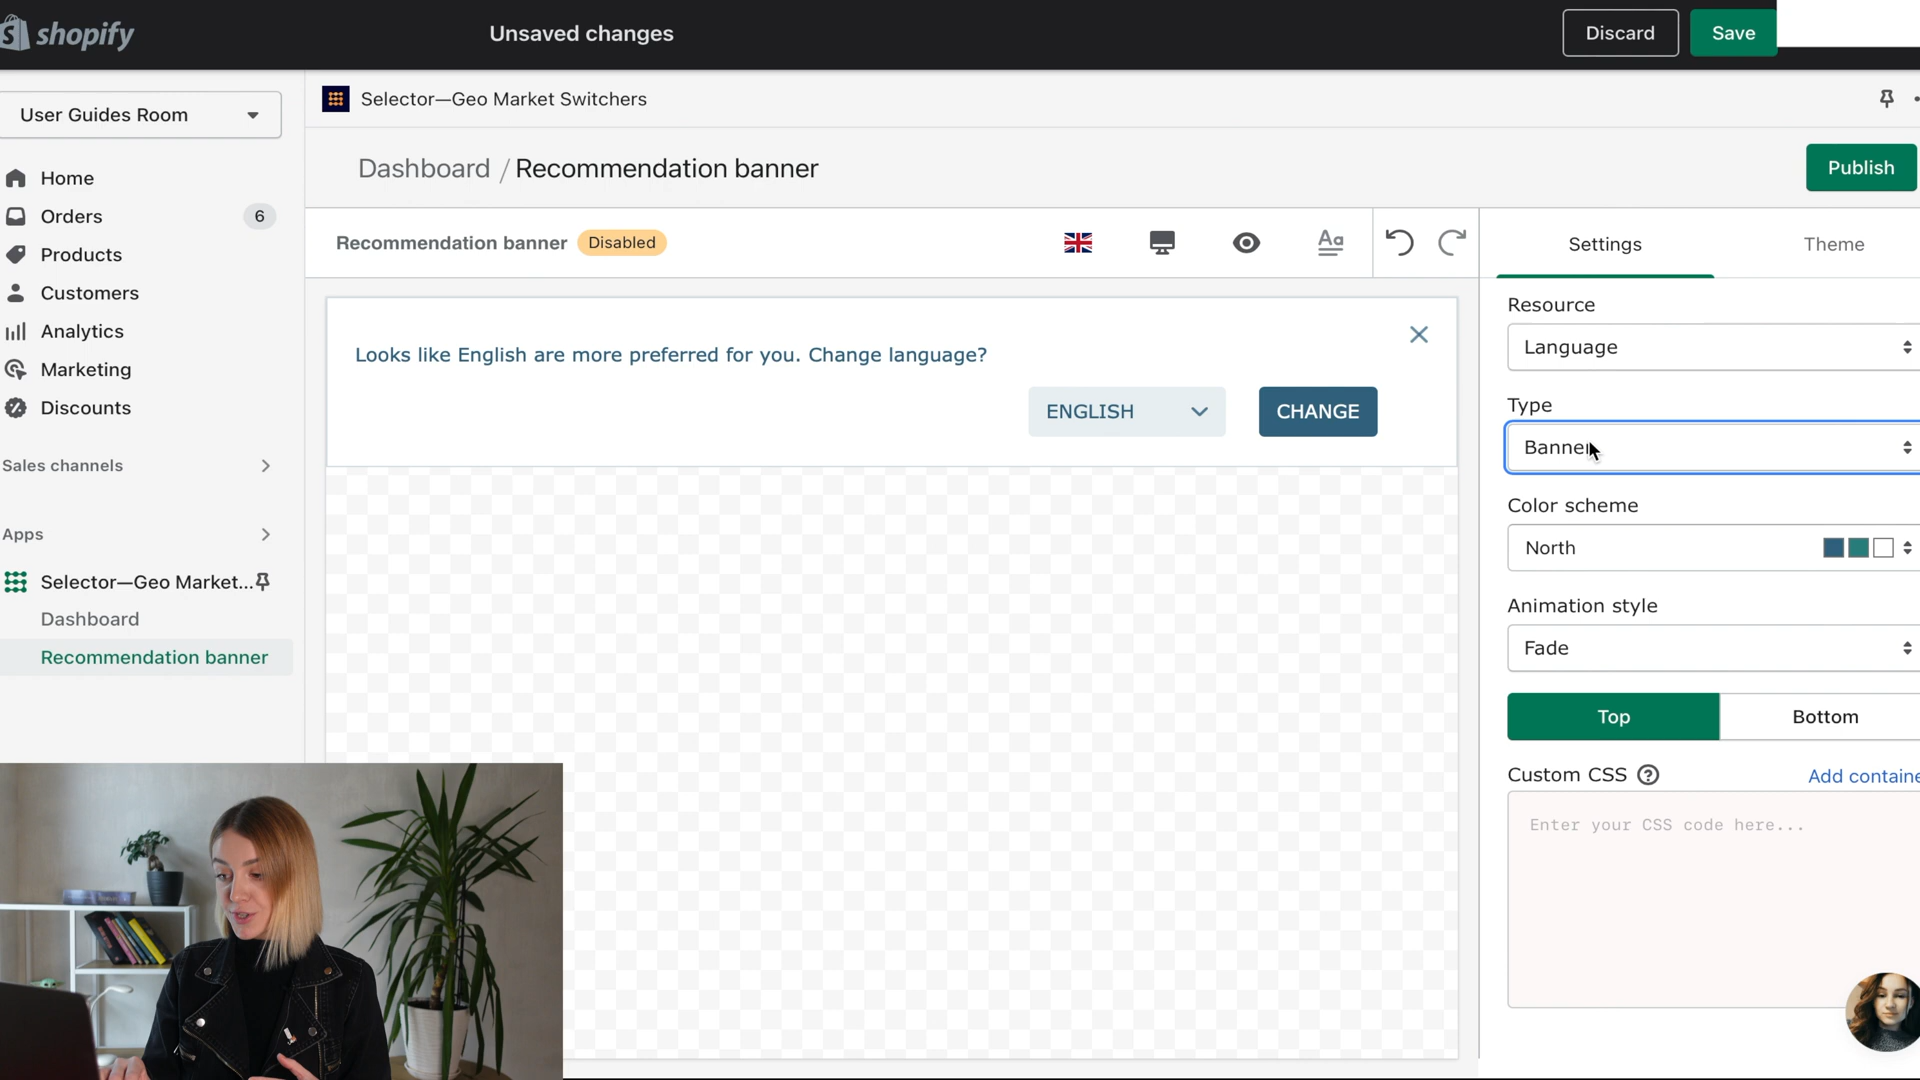 shopify
Unsaved changes
Discard
Save
User Guides Room
Selector—Geo Market Switchers
Dashboard / Recommendation banner
Publish
Home
Orders
6
Products
Customers
Analytics
Marketing
Discounts
Sales channels
Apps
Selector—Geo Market...
Dashboard
Recommendation banner
Recommendation banner
Disabled
Aa
Looks like English are more preferred for you. Change language?
ENGLISH
CHANGE
Settings
Theme
Resource
Language
Type
Banner
Color scheme
North
Animation style
Fade
Top
Bottom
Custom CSS ?
Add containe
Enter your CSS code here...